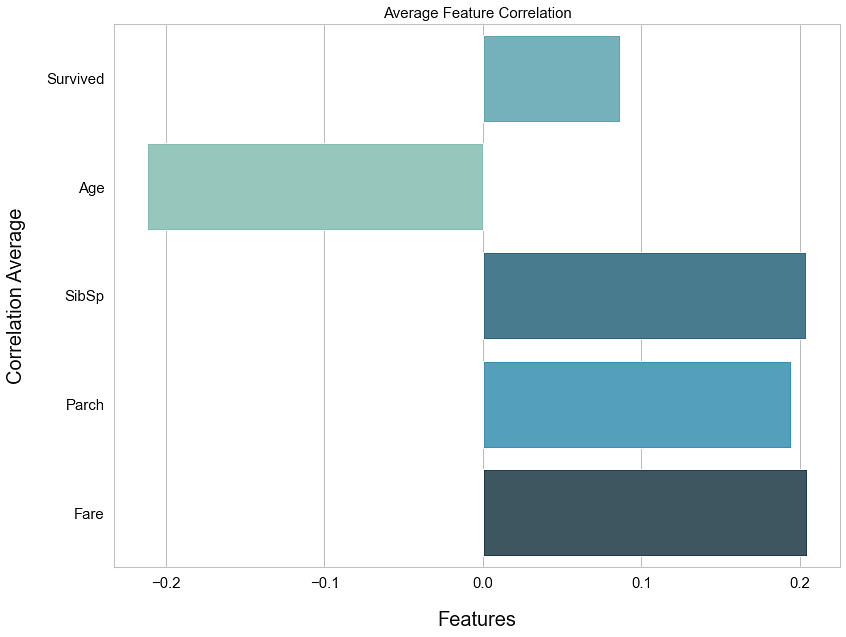 Average Feature Correlation
Correlation Average
Survived
Age
SibSp
Parch
Fare
−0.2
−0.1
0.0
0.1
0.2
Features